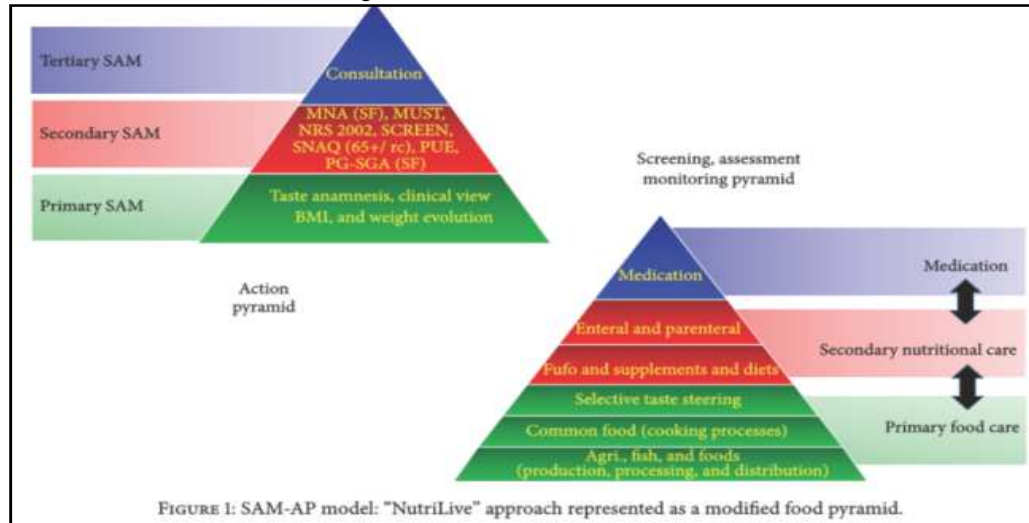 Tertiary SAM
Consultation
Secondary SAM
MNA (SF), MUST,
NRS 2002, SCREEN,
SNAQ (65+/ rc), PUE,
PG-SGA (SF)
Primary SAM
Taste anamnesis, clinical view
BMI, and weight evolution
Action
pyramid
Screening, assessment
monitoring pyramid
Medication
Medication
Enteral and parenteral
Secondary nutritional care
Fufo and supplements and diets
Selective taste steering
Common food (cooking processes)
Primary food care
Agri., fish, and foods
(production, processing, and distribution)
FIGURE 1: SAM-AP model: "NutriLive" approach represented as a modified food pyramid.